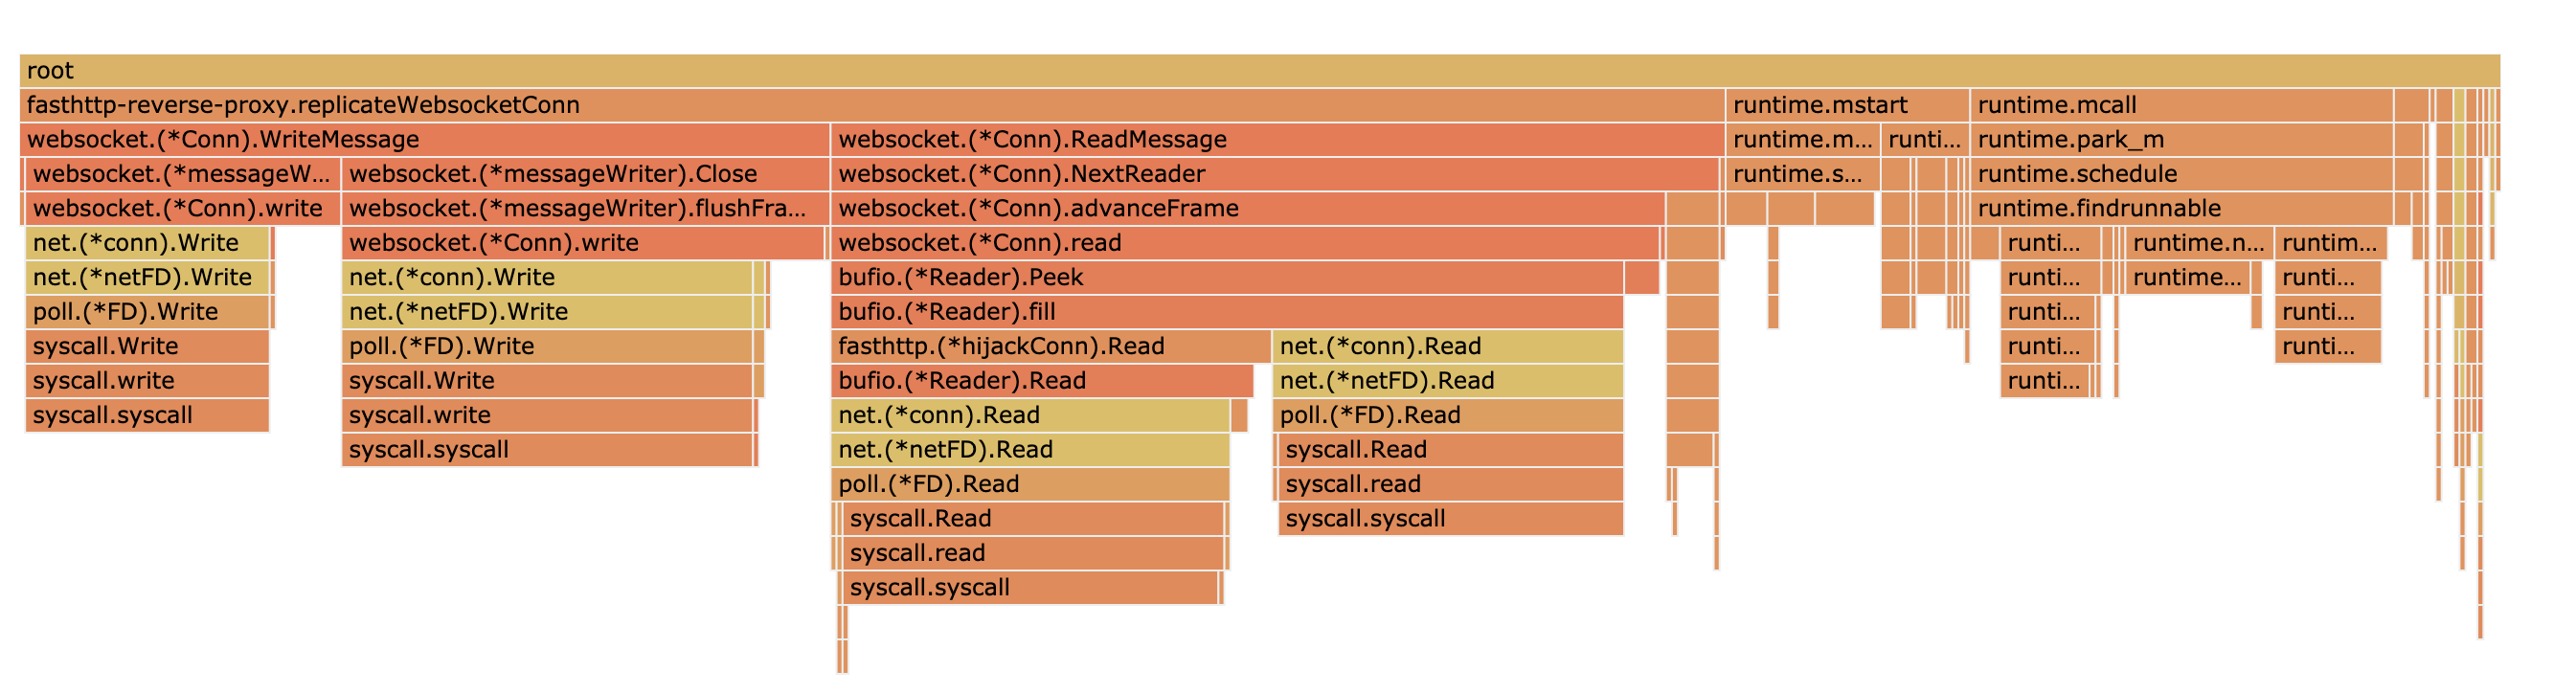 root
fasthttp-reverse-proxy.replicateWebsocketConn runtime.mstart runtime.mcall
websocket.(*Conn).WriteMessage websocket.(*Conn).ReadMessage runtime.m... runti... runtime.park_m
websocket.(*messageW... websocket.(*messageWriter).Close websocket.(*Conn).NextReader runtime.s... runtime.schedule
websocket.(*Conn).write websocket.(*messageWriter).flushFra... websocket.(*Conn).advanceFrame runtime.findrunnable
net.(*conn).Write websocket.(*Conn).write websocket.(*Conn).read runti... runtime.n... runtim...
net.(*netFD).Write net.(*conn).Write bufio.(*Reader).Peek runti... runtime... runti...
poll.(*FD).Write net.(*netFD).Write bufio.(*Reader).fill runti... runti...
syscall.Write poll.(*FD).Write fasthttp.(*hijackConn).Read net.(*conn).Read runti... runti...
syscall.write syscall.Write bufio.(*Reader).Read net.(*netFD).Read runti...
syscall.syscall syscall.write net.(*conn).Read poll.(*FD).Read
syscall.syscall net.(*netFD).Read syscall.Read
poll.(*FD).Read syscall.read
syscall.Read syscall.syscall
syscall.read
syscall.syscall